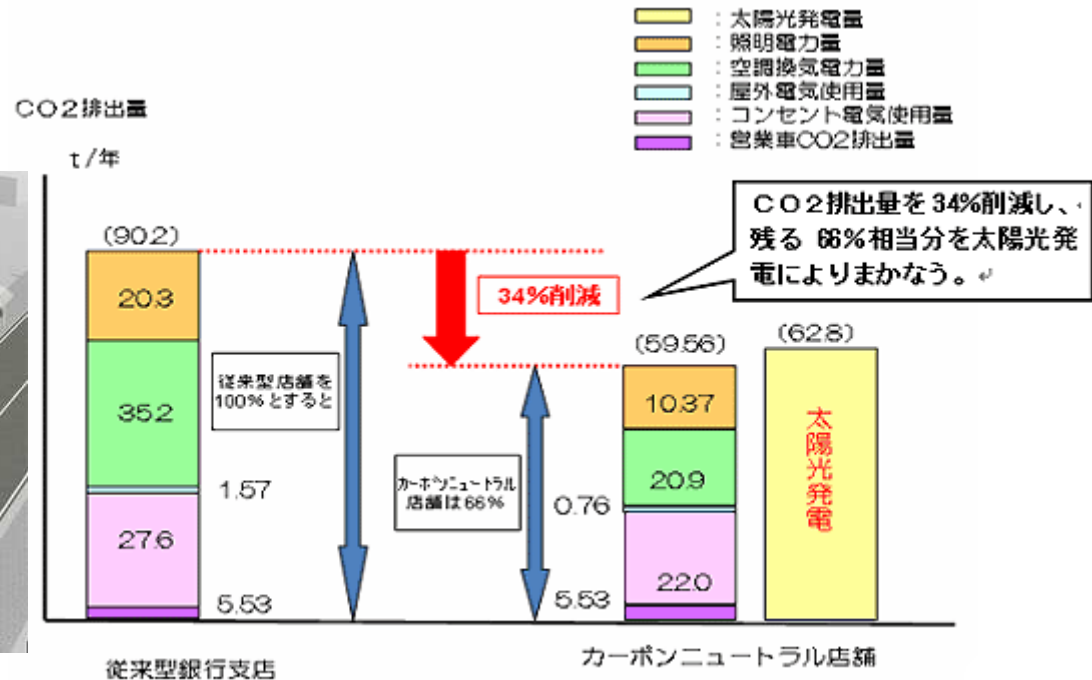 ：太陽光発電量
：照明電力量
：空調換気電力量
：屋外電気使用量
：コンセント電気使用量
：営業車CO2排出量
CO2排出量
t/年
CO2排出量を34%削減し、
残る 66%相当分を太陽光発
電によりまかなう。↵
(90.2)
34%削減
(59.56)
(62.8)
20.3
従来型店舗を
100%とすると
10.37
35.2
太陽光発電
カーボンニュートラル
店舗は66%
20.9
1.57
0.76
27.6
22.0
5.53
5.53
従来型銀行支店
カーボンニュートラル店舗